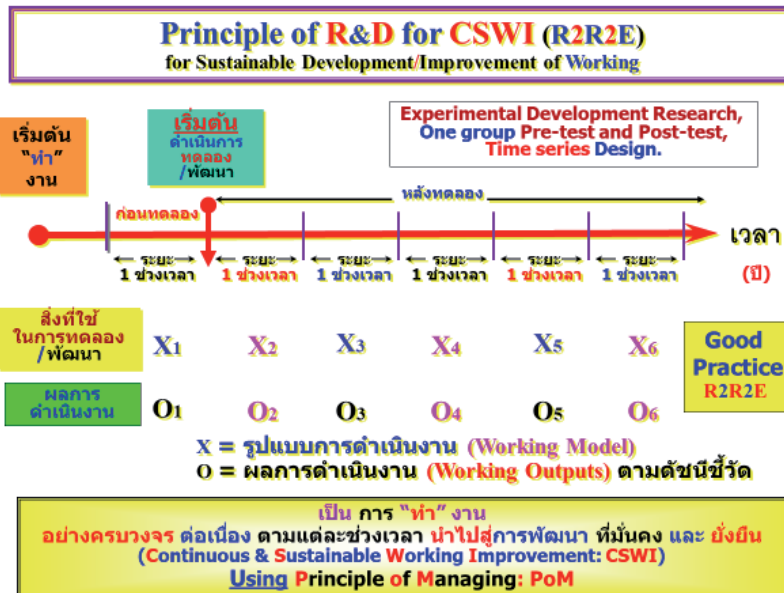 Principle of R&D for CSWI (R2R2E)
for Sustainable Development/Improvement of Working
เริ่มต้น
"ทำ"
งาน
เริ่มต้น
ดำเนินการ
ทดลอง
/พัฒนา
Experimental Development Research,
One group Pre-test and Post-test,
Time series Design.
ก่อนทดลอง
หลังทดลอง
เวลา
(ปี)
ระยะ ระยะ ระยะ ระยะ ระยะ ระยะ
1 ช่วงเวลา 1 ช่วงเวลา 1 ช่วงเวลา 1 ช่วงเวลา 1 ช่วงเวลา 1 ช่วงเวลา
สิ่งที่ใช้
ในการทดลอง
/พัฒนา
X1 X2 X3 X4 X5 X6
Good
Practice
R2R2E
ผลการ
ดำเนินงาน
O1 O2 O3 O4 O5 O6
X = รูปแบบการดำเนินงาน (Working Model)
O = ผลการดำเนินงาน (Working Outputs) ตามดัชนีชี้วัด
เป็น การ "ทำ" งาน
อย่างครบวงจร ต่อเนื่อง ตามแต่ละช่วงเวลา นำไปสู่การพัฒนา ที่มั่นคง และ ยั่งยืน
(Continuous & Sustainable Working Improvement: CSWI)
Using Principle of Managing: PoM